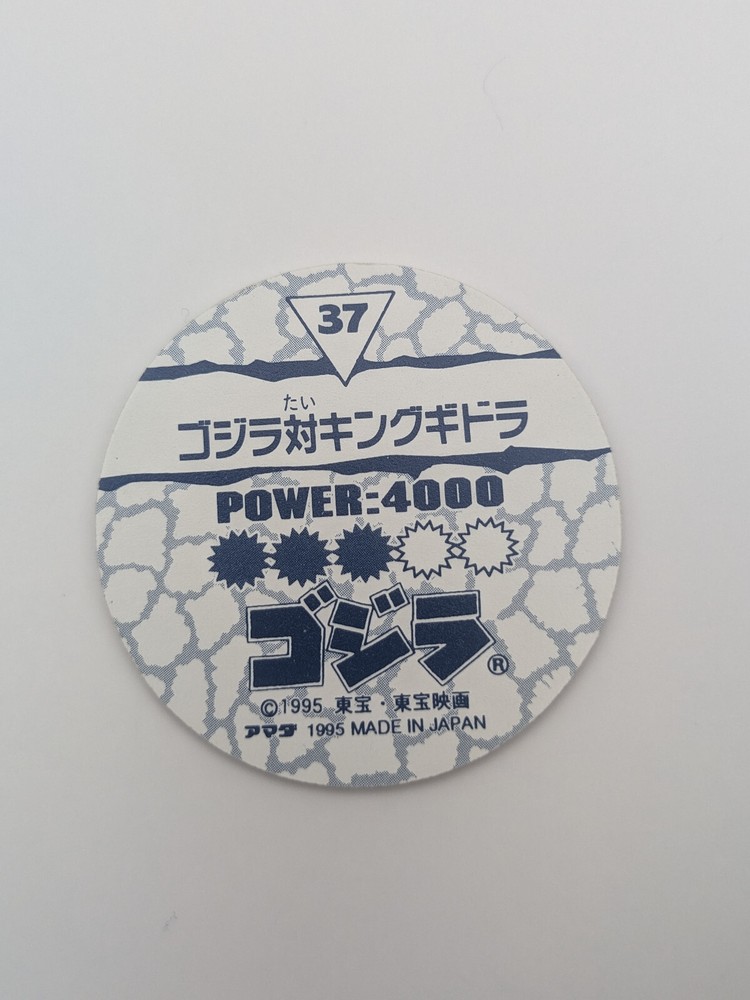 37
たい
ゴジラ対キングギドラ
POWER:4000
ゴジラ®
©1995 東宝・東宝映画
アマダ 1995 MADE IN JAPAN